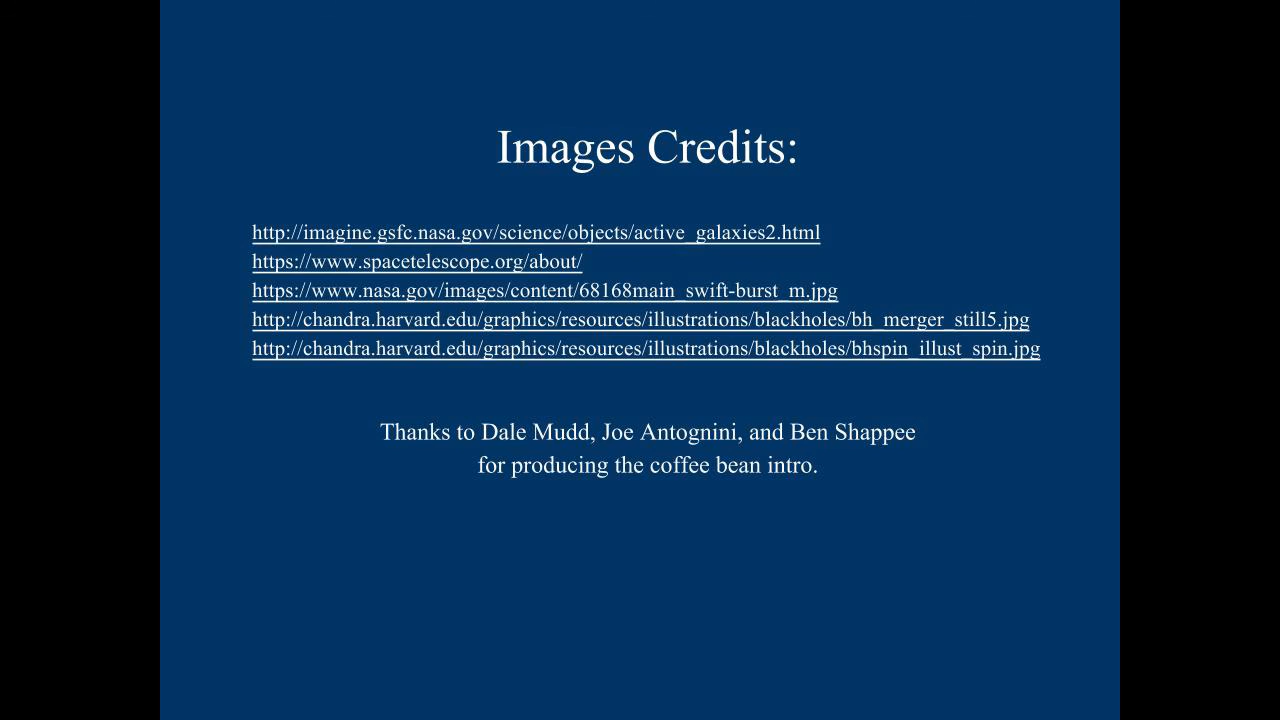 Images Credits:
http://imagine.gsfc.nasa.gov/science/objects/active_galaxies2.html
https://www.spacetelescope.org/about/
https://www.nasa.gov/images/content/68168main_swift-burst_m.jpg
http://chandra.harvard.edu/graphics/resources/illustrations/blackholes/bh_merger_still5.jpg
http://chandra.harvard.edu/graphics/resources/illustrations/blackholes/bhspin_illust_spin.jpg
Thanks to Dale Mudd, Joe Antognini, and Ben Shappee
for producing the coffee bean intro.